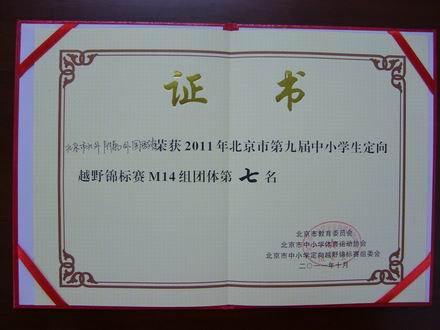 证 书
荣获2011年北京市第九届中小学生定向
越野锦标赛M14组团体第 七 名
北京市教育委员会
北京市中小学体育运动协会
北京市中小学定向越野锦标赛组委会
二〇一一年十月